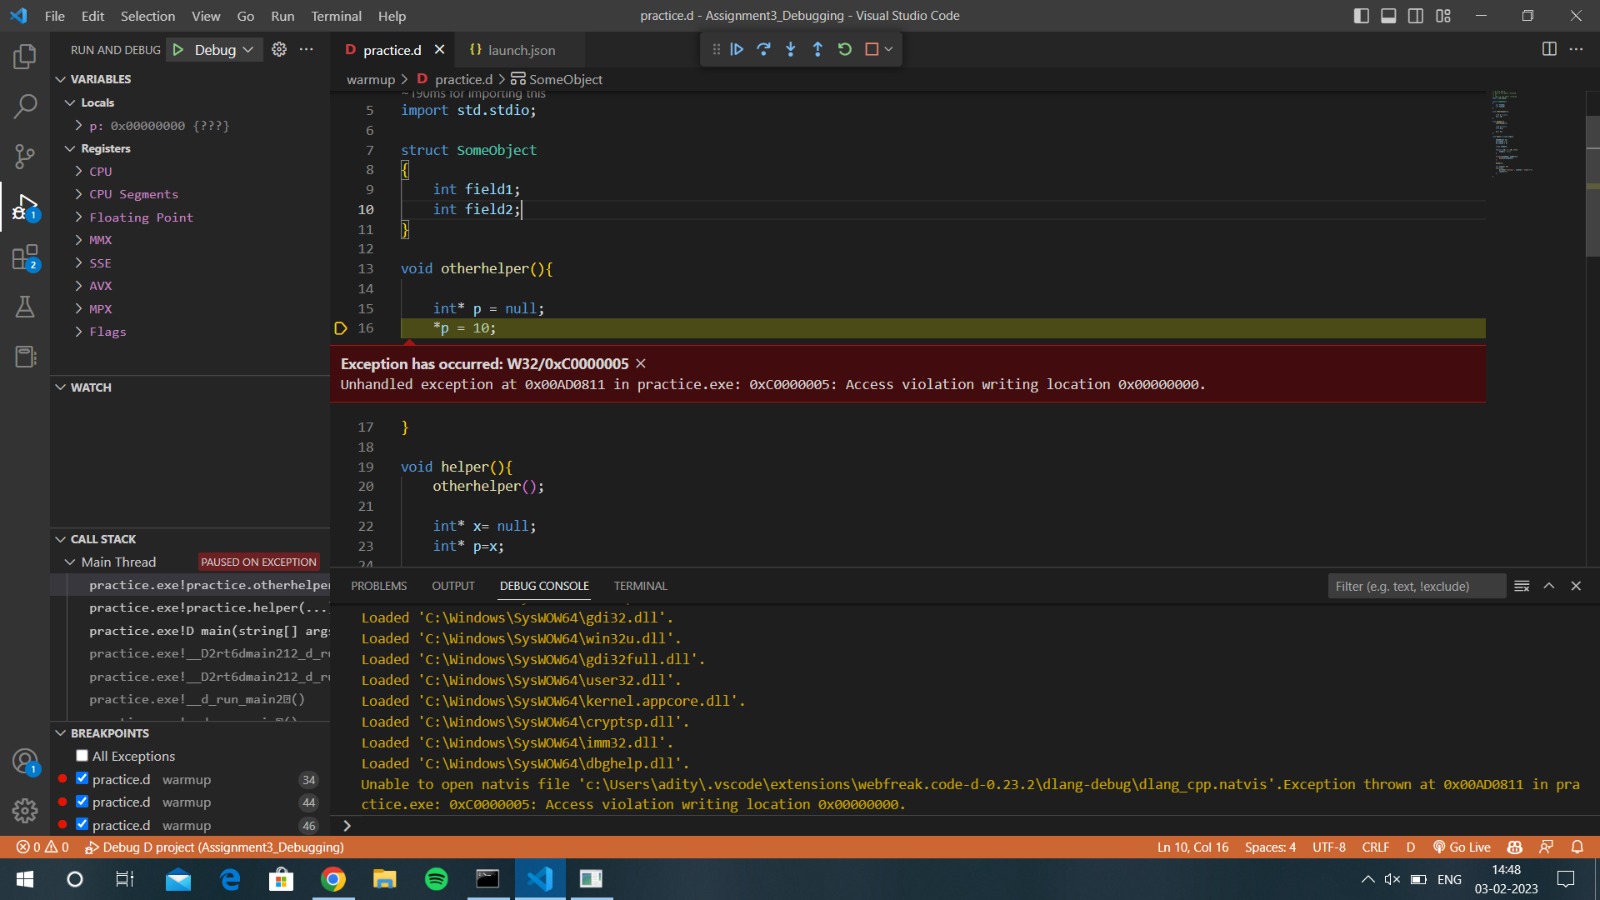 File Edit Selection View Go Run Terminal Help
practice.d - Assignment3_Debugging - Visual Studio Code
RUN AND DEBUG Debug
practice.d
launch.json
warmup > practice.d > SomeObject
VARIABLES
Locals
p: 0x00000000 {???}
Registers
CPU
CPU Segments
Floating Point
MMX
SSE
AVX
MPX
Flags
WATCH
CALL STACK
Main Thread PAUSED ON EXCEPTION
practice.exe!practice.otherhelper
practice.exe!practice.helper(...
practice.exe!D main(string[] args
practice.exe!__D2rt6dmain212_d_ru
practice.exe!__D2rt6dmain212_d_ru
practice.exe!__d_run_main2()
BREAKPOINTS
All Exceptions
practice.d warmup 34
practice.d warmup 44
practice.d warmup 46
~190ms for importing this
5 import std.stdio;
6
7 struct SomeObject
8 {
9 int field1;
10 int field2;
11 }
12
13 void otherhelper(){
14
15 int* p = null;
16 *p = 10;
Exception has occurred: W32/0xC0000005
Unhandled exception at 0x00AD0811 in practice.exe: 0xC0000005: Access violation writing location 0x00000000.
17 }
18
19 void helper(){
20 otherhelper();
21
22 int* x= null;
23 int* p=x;
24
PROBLEMS OUTPUT DEBUG CONSOLE TERMINAL
Filter (e.g. text, !exclude)
Loaded 'C:\Windows\SysWOW64\gdi32.dll'.
Loaded 'C:\Windows\SysWOW64\win32u.dll'.
Loaded 'C:\Windows\SysWOW64\gdi32full.dll'.
Loaded 'C:\Windows\SysWOW64\user32.dll'.
Loaded 'C:\Windows\SysWOW64\kernel.appcore.dll'.
Loaded 'C:\Windows\SysWOW64\cryptsp.dll'.
Loaded 'C:\Windows\SysWOW64\imm32.dll'.
Loaded 'C:\Windows\SysWOW64\dbghelp.dll'.
Unable to open natvis file 'c:\Users\adity\.vscode\extensions\webfreak.code-d-0.23.2\dlang-debug\dlang_cpp.natvis'.Exception thrown at 0x00AD0811 in pra
ctice.exe: 0xC0000005: Access violation writing location 0x00000000.
1
2
1
0 0 Debug D project (Assignment3_Debugging)
Ln 10, Col 16 Spaces: 4 UTF-8 CRLF D Go Live
ENG
14:48
03-02-2023